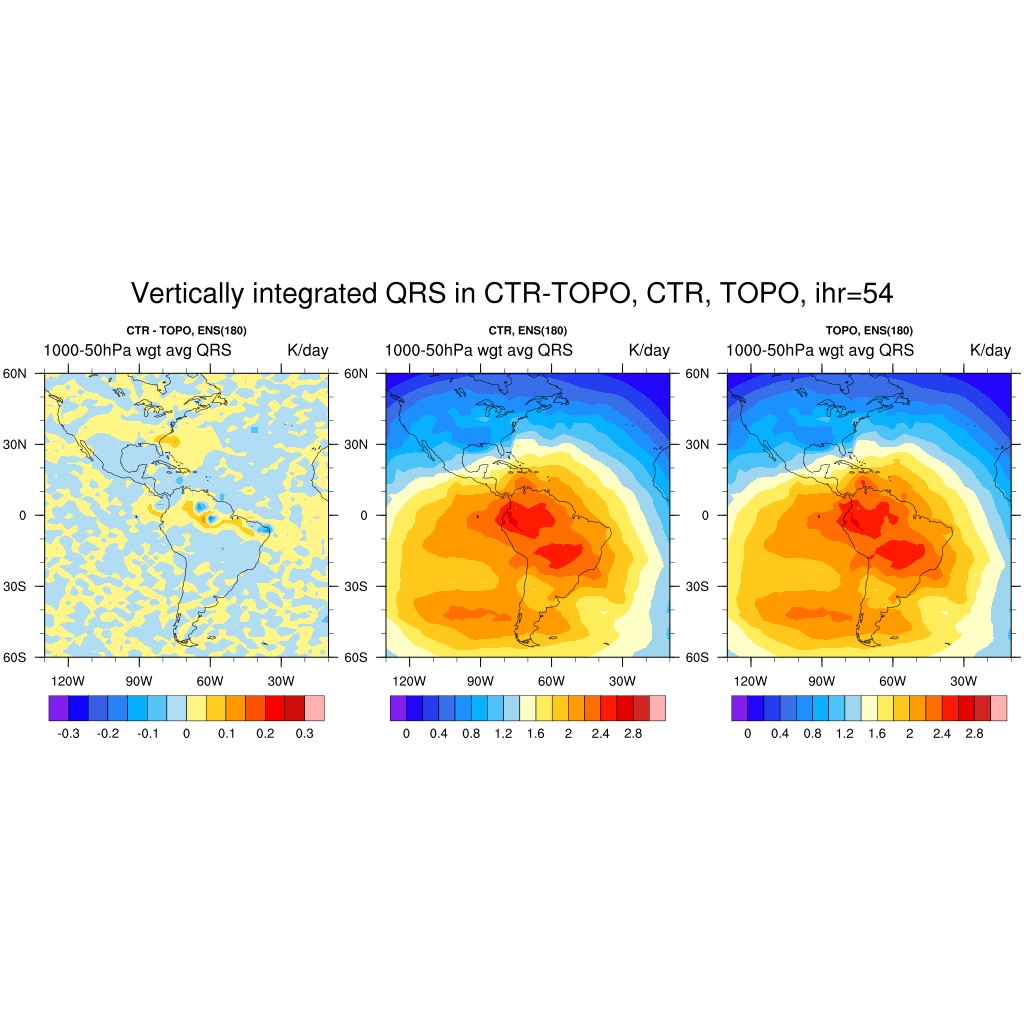 Vertically integrated QRS in CTR-TOPO, CTR, TOPO, ihr=54
CTR - TOPO, ENS(180)
1000-50hPa wgt avg QRS K/day
60N
30N
0
30S
60S
120W 90W 60W 30W
-0.3 -0.2 -0.1 0 0.1 0.2 0.3
CTR, ENS(180)
1000-50hPa wgt avg QRS K/day
60N
30N
0
30S
60S
120W 90W 60W 30W
0 0.4 0.8 1.2 1.6 2 2.4 2.8
TOPO, ENS(180)
1000-50hPa wgt avg QRS K/day
60N
30N
0
30S
60S
120W 90W 60W 30W
0 0.4 0.8 1.2 1.6 2 2.4 2.8